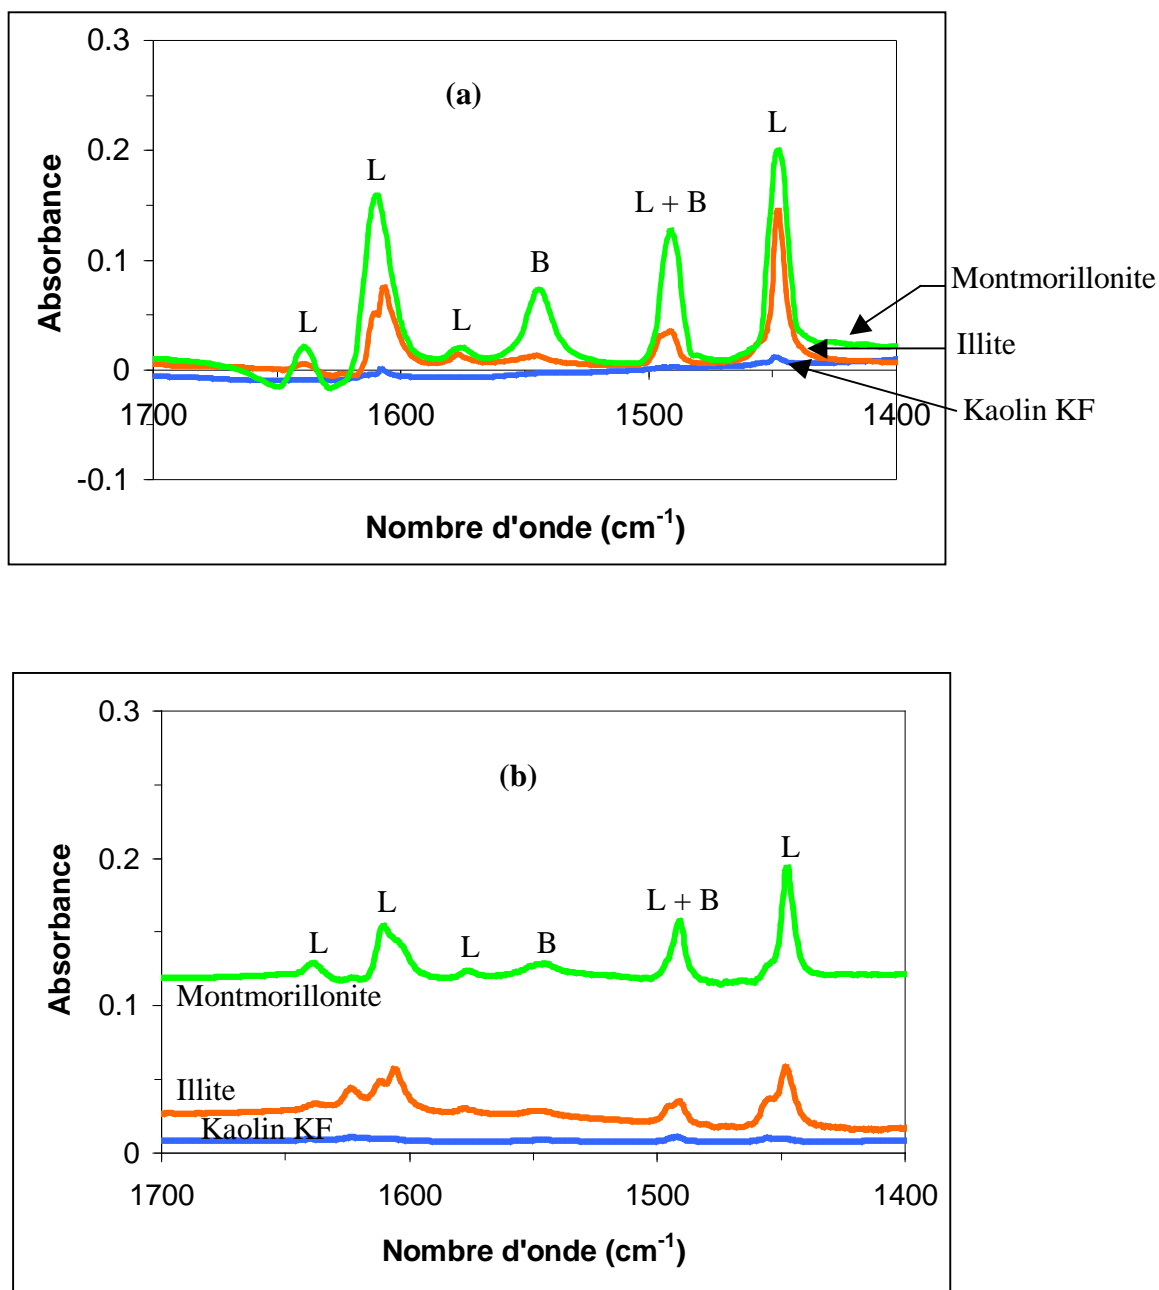 0.3
(a)
L
0.2
L
L + B
B
0.1
Montmorillonite
L
L
Illite
0
1700
1600
1500
1400
Kaolin KF
-0.1
Absorbance
Nombre d'onde (cm-1)
0.3
(b)
L
0.2
L
L + B
L
L
B
Montmorillonite
0.1
Illite
Kaolin KF
0
1700
1600
1500
1400
Absorbance
Nombre d'onde (cm-1)